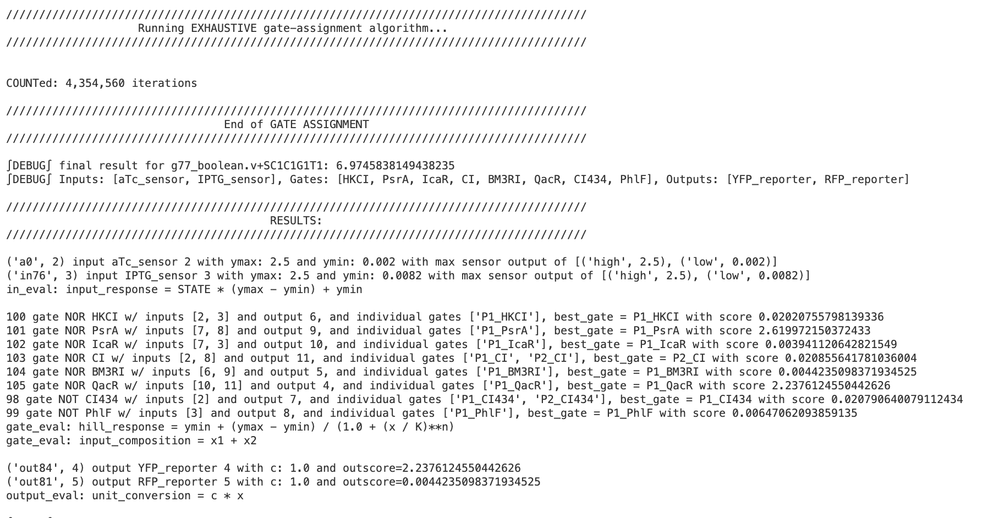 ////////////////////////////////////////////////////////////////////////////////////////
Running EXHAUSTIVE gate-assignment algorithm...
////////////////////////////////////////////////////////////////////////////////////////
COUNTed: 4,354,560 iterations
////////////////////////////////////////////////////////////////////////////////////////
End of GATE ASSIGNMENT
////////////////////////////////////////////////////////////////////////////////////////
∫DEBUG∫ final result for g77_boolean.v+SC1C1G1T1: 6.9745838149438235
∫DEBUG∫ Inputs: [aTc_sensor, IPTG_sensor], Gates: [HKCI, PsrA, IcaR, CI, BM3RI, QacR, CI434, PhlF], Outputs: [YFP_reporter, RFP_reporter]
////////////////////////////////////////////////////////////////////////////////////////
RESULTS:
////////////////////////////////////////////////////////////////////////////////////////
('a0', 2) input aTc_sensor 2 with ymax: 2.5 and ymin: 0.002 with max sensor output of [('high', 2.5), ('low', 0.002)]
('in76', 3) input IPTG_sensor 3 with ymax: 2.5 and ymin: 0.0082 with max sensor output of [('high', 2.5), ('low', 0.0082)]
in_eval: input_response = STATE * (ymax - ymin) + ymin
100 gate NOR HKCI w/ inputs [2, 3] and output 6, and individual gates ['P1_HKCI'], best_gate = P1_HKCI with score 0.02020755798139336
101 gate NOR PsrA w/ inputs [7, 8] and output 9, and individual gates ['P1_PsrA'], best_gate = P1_PsrA with score 2.619972150372433
102 gate NOR IcaR w/ inputs [7, 3] and output 10, and individual gates ['P1_IcaR'], best_gate = P1_IcaR with score 0.003941120642821549
103 gate NOR CI w/ inputs [2, 8] and output 11, and individual gates ['P1_CI', 'P2_CI'], best_gate = P2_CI with score 0.020855641781036004
104 gate NOR BM3RI w/ inputs [6, 9] and output 5, and individual gates ['P1_BM3RI'], best_gate = P1_BM3RI with score 0.0044235098371934525
105 gate NOR QacR w/ inputs [10, 11] and output 4, and individual gates ['P1_QacR'], best_gate = P1_QacR with score 2.2376124550442626
98 gate NOT CI434 w/ inputs [2] and output 7, and individual gates ['P1_CI434', 'P2_CI434'], best_gate = P1_CI434 with score 0.020790640079112434
99 gate NOT PhlF w/ inputs [3] and output 8, and individual gates ['P1_PhlF'], best_gate = P1_PhlF with score 0.00647062093859135
gate_eval: hill_response = ymin + (ymax - ymin) / (1.0 + (x / K)**n)
gate_eval: input_composition = x1 + x2
('out84', 4) output YFP_reporter 4 with c: 1.0 and outscore=2.2376124550442626
('out81', 5) output RFP_reporter 5 with c: 1.0 and outscore=0.0044235098371934525
output_eval: unit_conversion = c * x